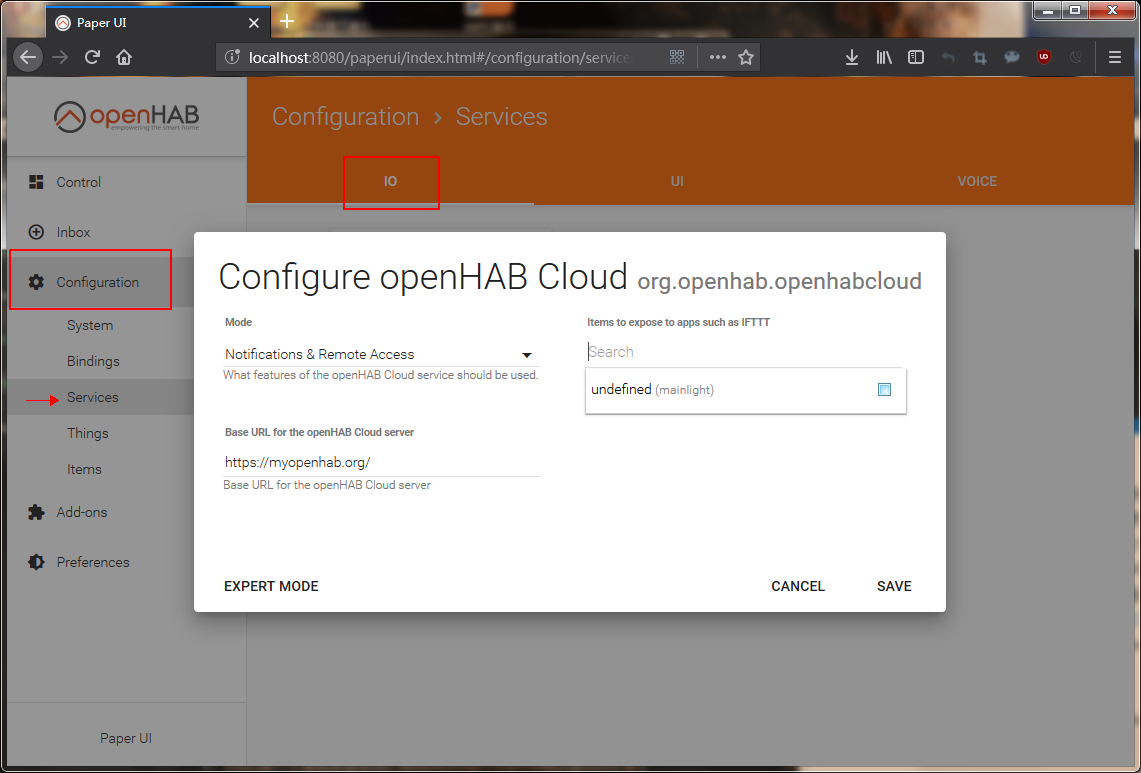 Paper UI
localhost:8080/paperui/index.html#/configuration/service
openHAB
empowering the smart home
Configuration > Services
IO
UI
VOICE
Control
Inbox
Configuration
System
Bindings
Services
Things
Items
Add-ons
Preferences
Paper UI
Configure openHAB Cloud org.openhab.openhabcloud
Mode
Notifications & Remote Access
What features of the openHAB Cloud service should be used.
Base URL for the openHAB Cloud server
https://myopenhab.org/
Base URL for the openHAB Cloud server
Items to expose to apps such as IFTTT
Search
undefined (mainlight)
EXPERT MODE
CANCEL
SAVE